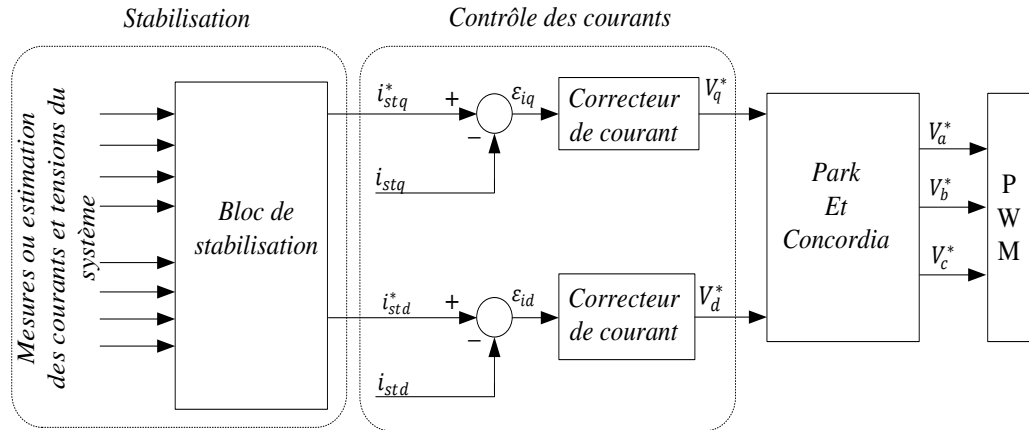 Stabilisation
Contrôle des courants
Mesures ou estimation
des courants et tensions du
système
Bloc de
stabilisation
i*stq
+
−
εiq
istq
Correcteur
de courant
V*q
i*std
+
−
εid
istd
Correcteur
de courant
V*d
Park
Et
Concordia
V*a
V*b
V*c
P
W
M